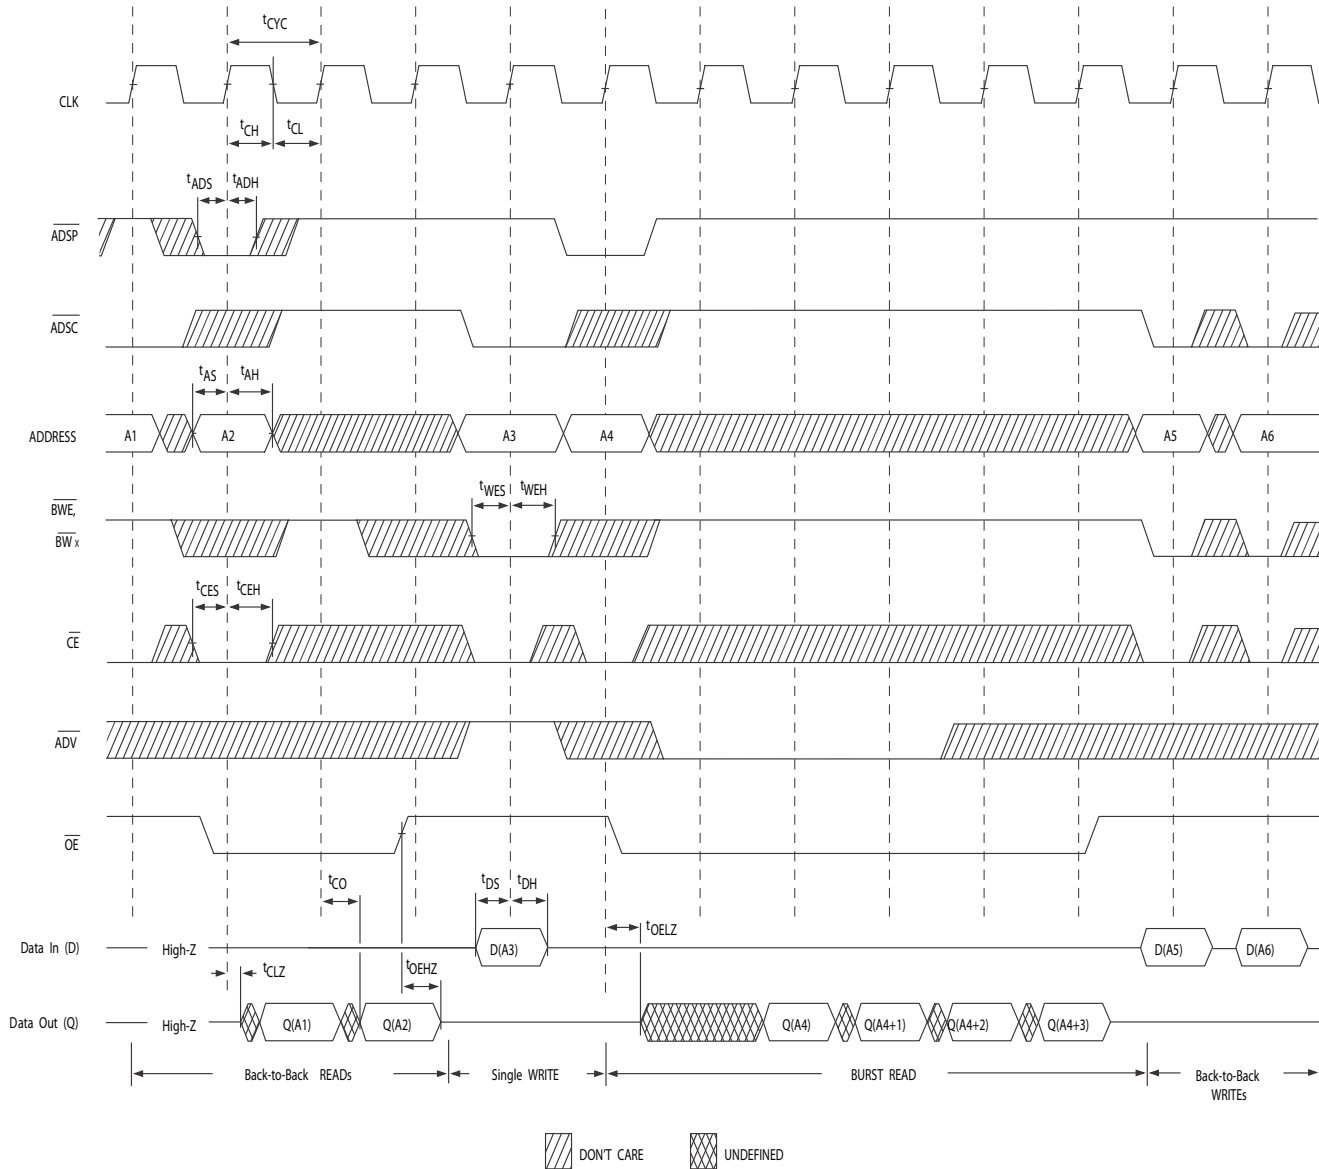 tCYC
CLK
tCH
tCL
tADS
tADH
ADSP
ADSC
tAS
tAH
ADDRESS
A1
A2
A3
A4
A5
A6
tWES
tWEH
BWE,
BW x
tCES
tCEH
CE
ADV
OE
tCO
tDS
tDH
tOELZ
Data In (D)
High-Z
D(A3)
D(A5)
D(A6)
tCLZ
tOEHZ
Data Out (Q)
High-Z
Q(A1)
Q(A2)
Q(A4)
Q(A4+1)
Q(A4+2)
Q(A4+3)
Back-to-Back READs
Single WRITE
BURST READ
Back-to-Back
WRITEs
DON'T CARE
UNDEFINED